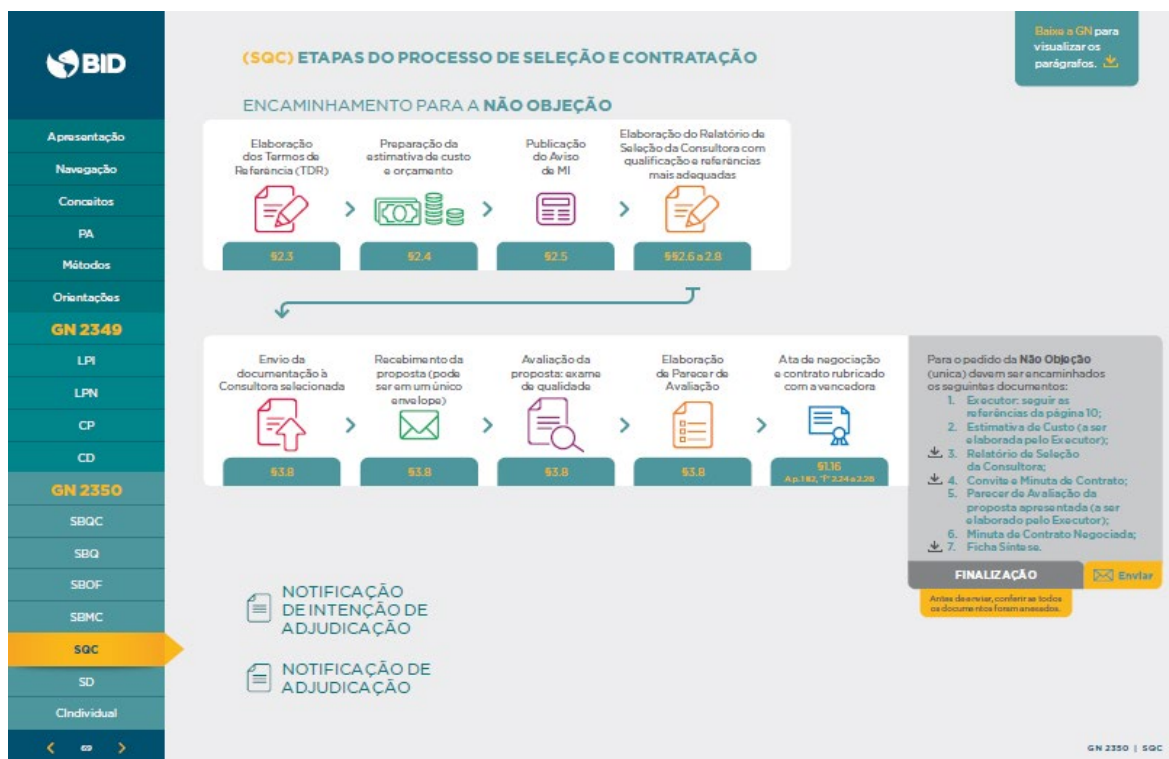 BID
Apresentação
Navegação
Conceitos
PA
Métodos
Orientações
GN 2349
LPI
LPN
CP
CD
GN 2350
SBQC
SBQ
SBOF
SBMC
SQC
SD
CIndividual
(SQC) ETAPAS DO PROCESSO DE SELEÇÃO E CONTRATAÇÃO
Baixe a GN para
visualizar os
parágrafos.
ENCAMINHAMENTO PARA A NÃO OBJEÇÃO
Elaboração
dos Termos de
Referência (TDR)
§2.3
Preparação da
estimativa de custo
e orçamento
§2.4
Publicação
do Aviso
de MI
§2.5
Elaboração do Relatório de
Seleção da Consultora com
qualificação e referências
mais adequadas
§§2.6 a 2.8
Envio da
documentação à
Consultora selecionada
§3.8
Recebimento da
proposta (pode
ser em um único
envelope)
§3.8
Avaliação da
proposta: exame
de qualidade
§3.8
Elaboração
de Parecer de
Avaliação
§3.8
Ata de negociação
e contrato rubricado
com a vencedora
§1.16
Para o pedido da Não Objeção
(unica) devem ser encaminhados
os seguintes documentos:
1. Executor: seguir as
referências da página 10;
2. Estimativa de Custo (a ser
elaborada pelo Executor);
3. Relatório de Seleção
da Consultora;
4. Convite e Minuta de Contrato;
5. Parecer de Avaliação da
proposta apresentada (a ser
elaborado pelo Executor);
6. Minuta de Contrato Negociada;
7. Ficha Síntese.
FINALIZAÇÃO
Enviar
Antes de enviar, conferir se todos
os documentos foram anexados.
NOTIFICAÇÃO
DE INTENÇÃO DE
ADJUDICAÇÃO
NOTIFICAÇÃO DE
ADJUDICAÇÃO
GN 2350 | SQC